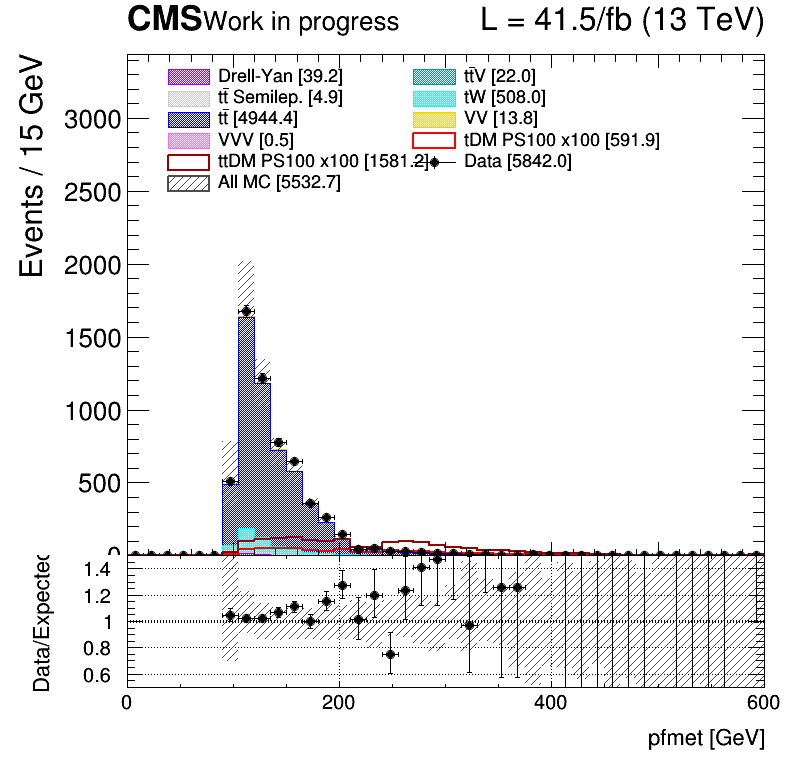 CMS Work in progress L = 41.5/fb (13 TeV)
Events / 15 GeV
Drell-Yan [39.2] tt̄V [22.0]
tt̄ Semilep. [4.9] tW [508.0]
tt̄ [4944.4] VV [13.8]
VVV [0.5] tDM PS100 x100 [591.9]
ttDM PS100 x100 [1581.2] Data [5842.0]
All MC [5532.7]
3000
2500
2000
1500
1000
500
0
Data/Expected
1.4
1.2
1
0.8
0.6
0 200 400 600
pfmet [GeV]